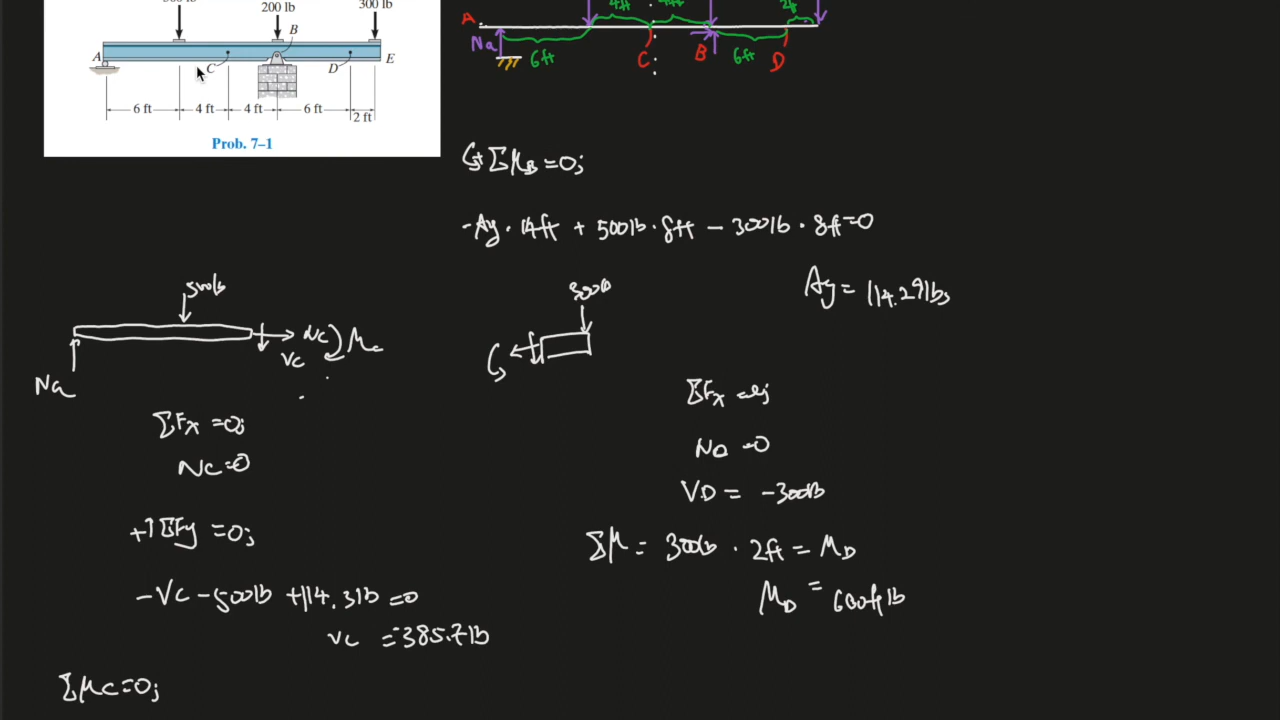 200 lb
300 lb
B
A
C
D
E
6 ft
4 ft
4 ft
6 ft
2 ft
Prob. 7–1
4ft
A
Na
6ft
C
B
6ft
D
ΣM_B = 0;
-Ay · 14ft + 500lb · 8ft - 300lb · 8ft = 0
Ay = 114.29lbs
500lb
Nc
Mc
Vc
Na
ΣFx = 0;
Nc = 0
+↑ΣFy = 0;
-Vc - 500lb + 114.3lb = 0
Vc = -385.7lb
ΣMc = 0;
300lb
ΣFx = 0;
ND = 0
VD = -300lb
ΣM = 300lb · 2ft = MD
MD = 600ft lb